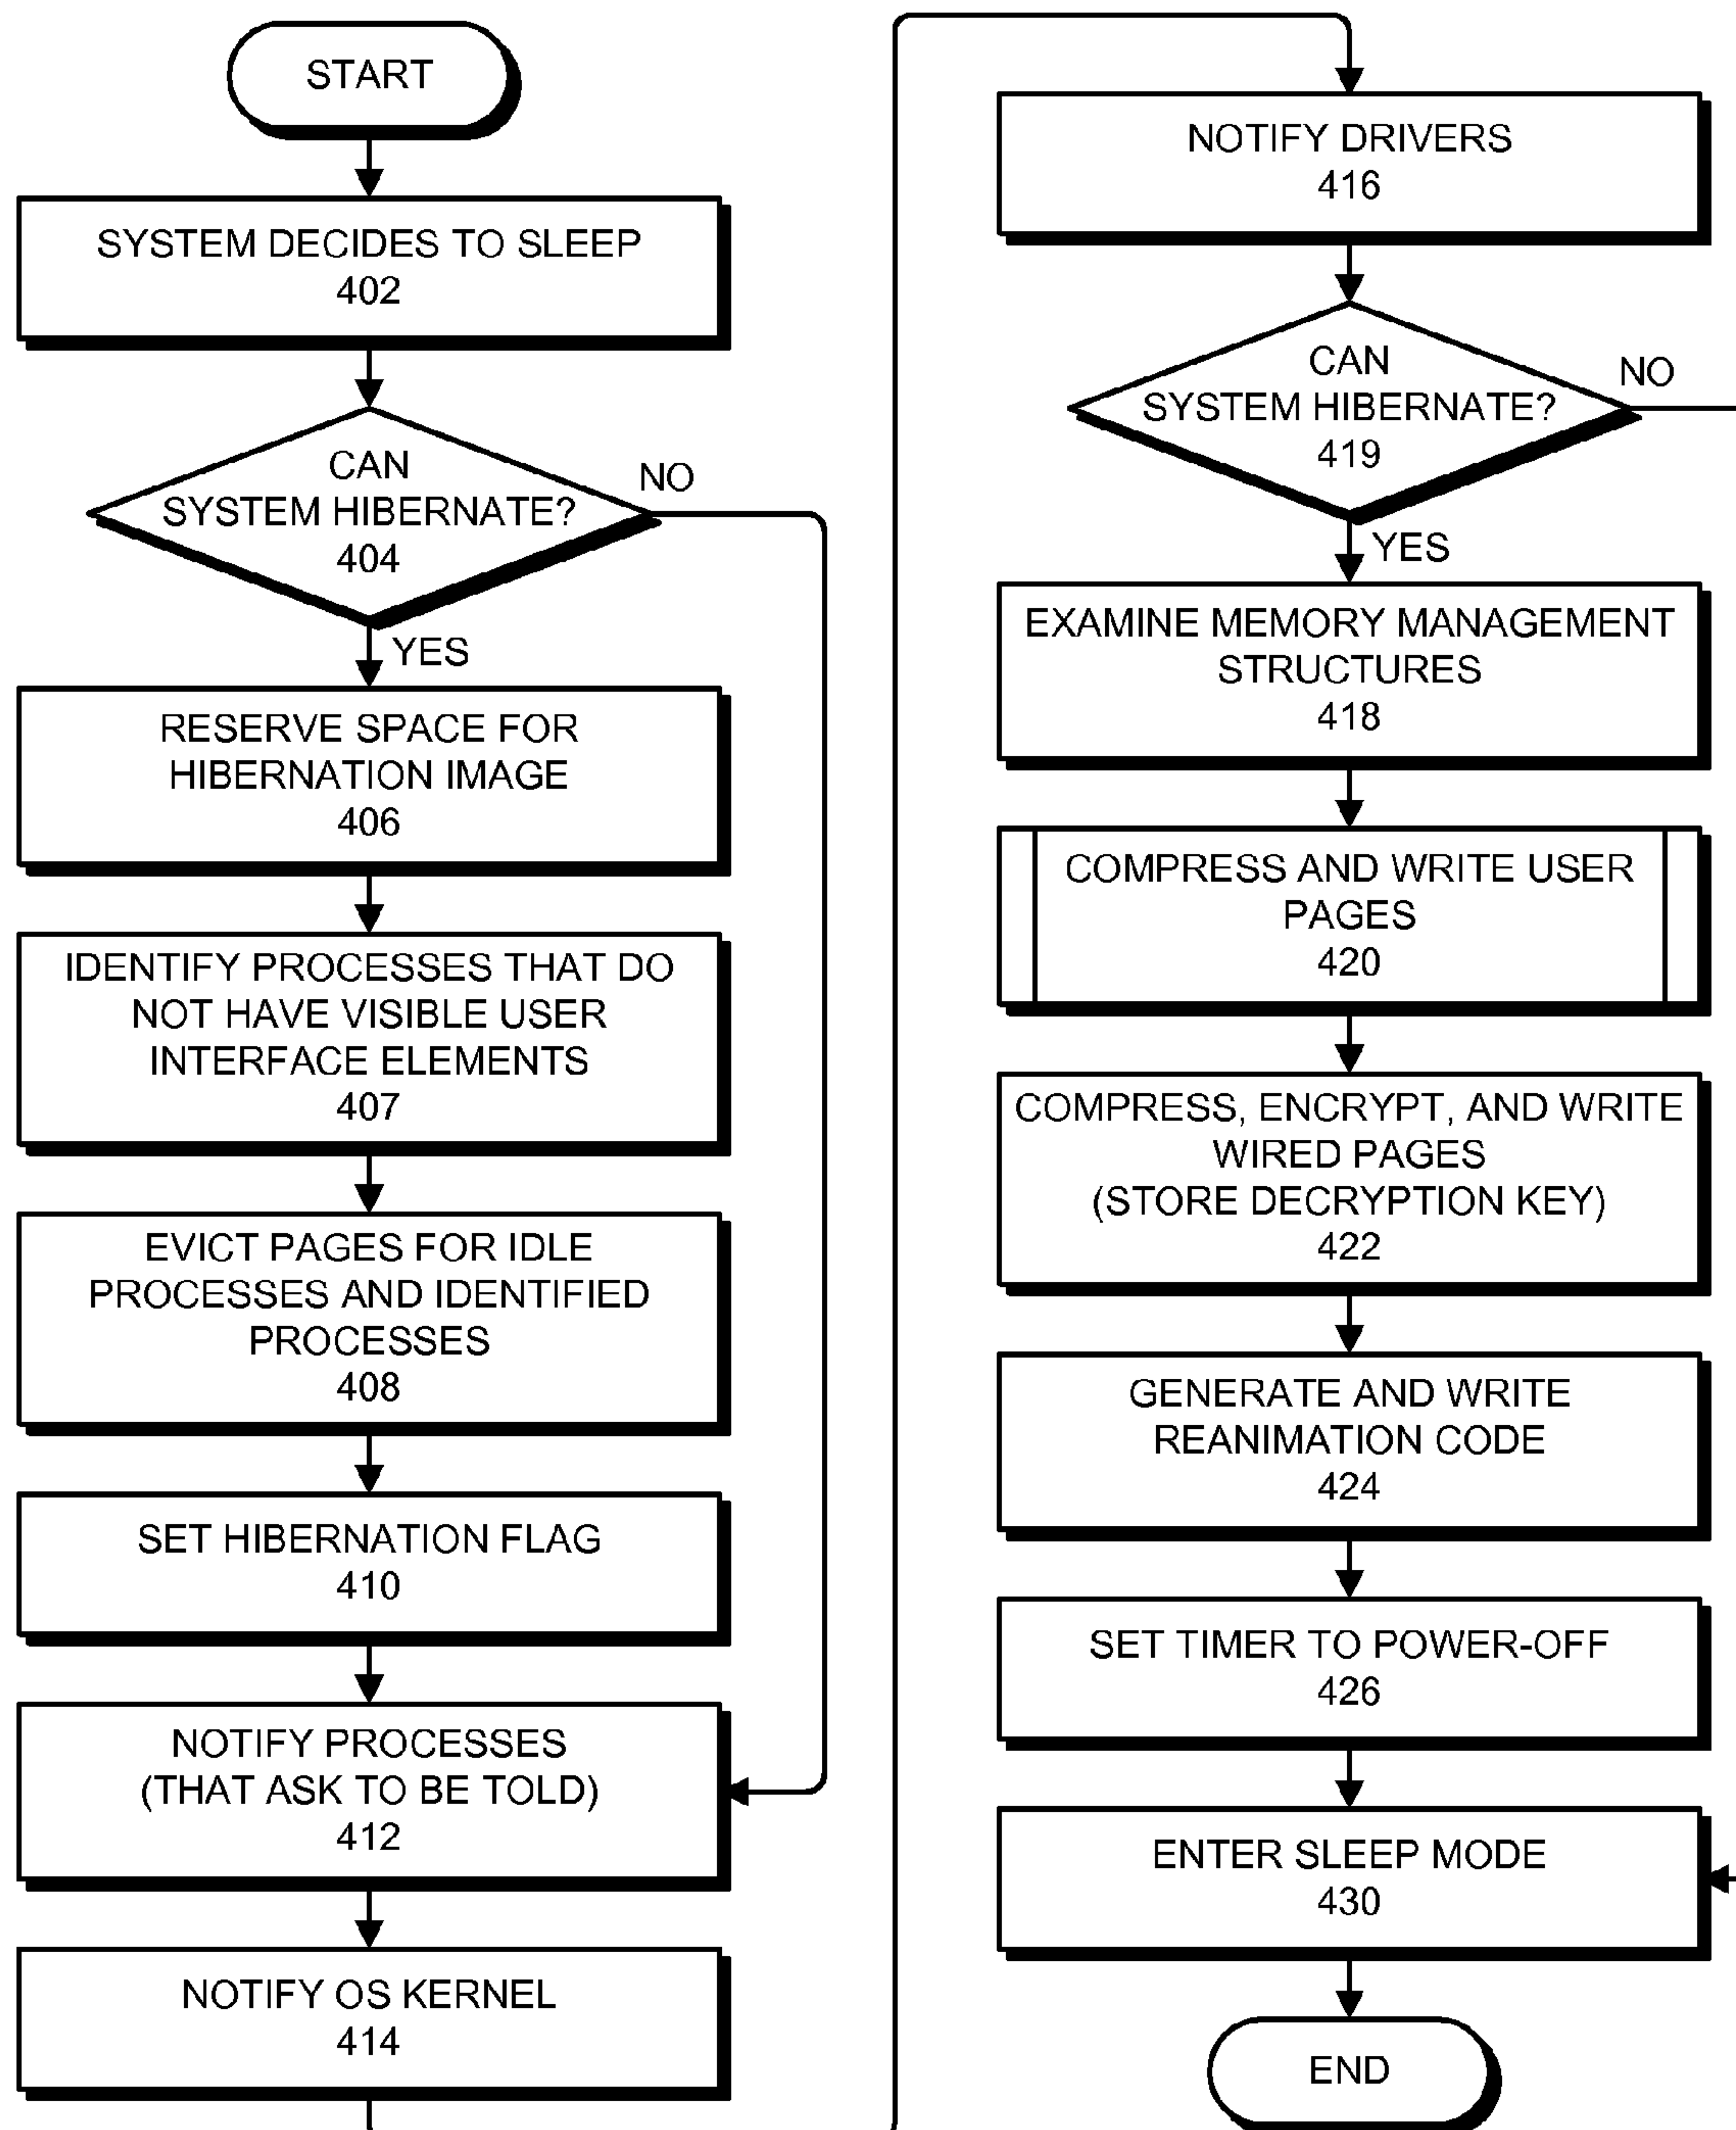 START
SYSTEM DECIDES TO SLEEP
402
CAN
SYSTEM HIBERNATE?
404
NO
YES
RESERVE SPACE FOR
HIBERNATION IMAGE
406
IDENTIFY PROCESSES THAT DO
NOT HAVE VISIBLE USER
INTERFACE ELEMENTS
407
EVICT PAGES FOR IDLE
PROCESSES AND IDENTIFIED
PROCESSES
408
SET HIBERNATION FLAG
410
NOTIFY PROCESSES
(THAT ASK TO BE TOLD)
412
NOTIFY OS KERNEL
414
NOTIFY DRIVERS
416
CAN
SYSTEM HIBERNATE?
419
NO
YES
EXAMINE MEMORY MANAGEMENT
STRUCTURES
418
COMPRESS AND WRITE USER
PAGES
420
COMPRESS, ENCRYPT, AND WRITE
WIRED PAGES
(STORE DECRYPTION KEY)
422
GENERATE AND WRITE
REANIMATION CODE
424
SET TIMER TO POWER-OFF
426
ENTER SLEEP MODE
430
END